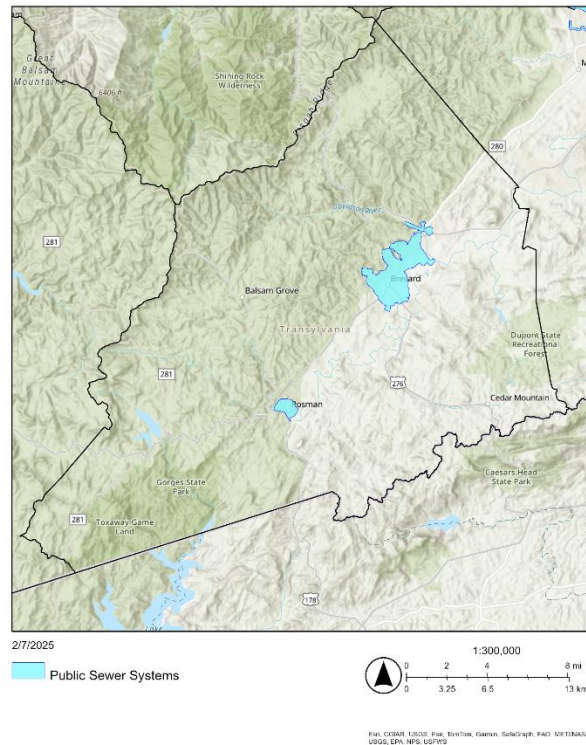 Great
Balsam
Mountains
6406 ft
Shining Rock
Wilderness
280
Davidson River
281
Brevard
Balsam Grove
Transylvania
Dupont State
Recreational
Forest
281
276
Rosman
Cedar Mountain
Caesars Head
State Park
Gorges State
Park
281
Toxaway Game
Land
178
Lake
2/7/2025
Public Sewer Systems
1:300,000
0 2 4 8 mi
0 3.25 6.5 13 km
Esri, CGIAR, USGS, Esri, TomTom, Garmin, SafeGraph, FAO, METI/NASA,
USGS, EPA, NPS, USFWS